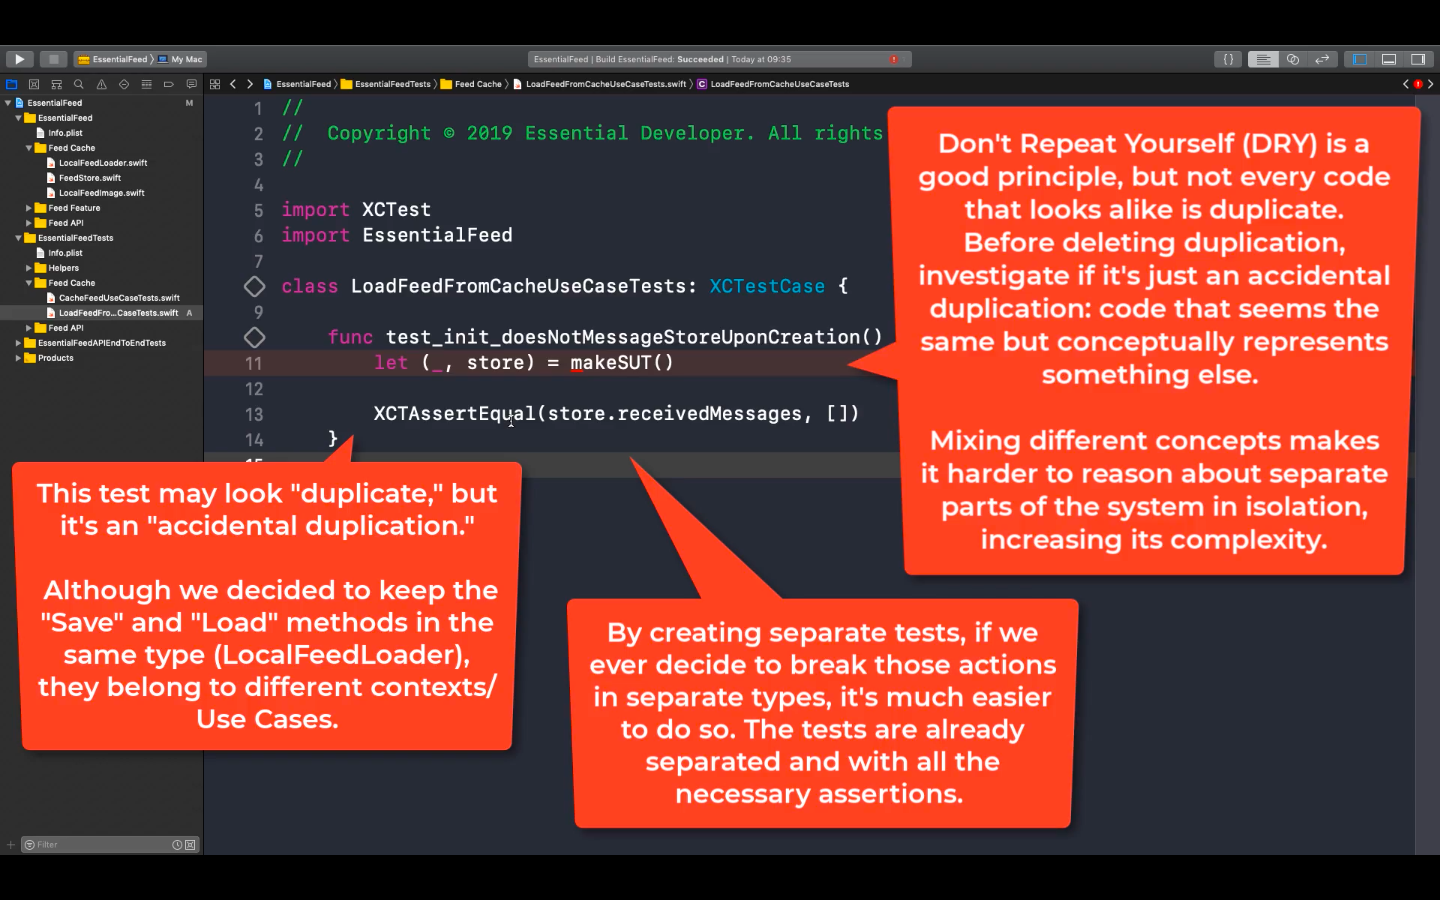 EssentialFeed 〉 My Mac
EssentialFeed | Build EssentialFeed: Succeeded | Today at 09:35
EssentialFeed
M
EssentialFeed
Info.plist
Feed Cache
LocalFeedLoader.swift
FeedStore.swift
LocalFeedImage.swift
Feed Feature
Feed API
EssentialFeedTests
Info.plist
Helpers
Feed Cache
CacheFeedUseCaseTests.swift
LoadFeedFro...CaseTests.swift
A
Feed API
EssentialFeedAPIEndToEndTests
Products
Filter
EssentialFeed 〉 EssentialFeedTests 〉 Feed Cache 〉 LoadFeedFromCacheUseCaseTests.swift 〉 C LoadFeedFromCacheUseCaseTests
1 //
2 //  Copyright © 2019 Essential Developer. All rights
3 //
4
5 import XCTest
6 import EssentialFeed
7
class LoadFeedFromCacheUseCaseTests: XCTestCase {
9
func test_init_doesNotMessageStoreUponCreation()
11 let (_, store) = makeSUT()
12
13 XCTAssertEqual(store.receivedMessages, [])
14 }
15
Don't Repeat Yourself (DRY) is a
good principle, but not every code
that looks alike is duplicate.
Before deleting duplication,
investigate if it's just an accidental
duplication: code that seems the
same but conceptually represents
something else.
Mixing different concepts makes
it harder to reason about separate
parts of the system in isolation,
increasing its complexity.
This test may look "duplicate," but
it's an "accidental duplication."
Although we decided to keep the
"Save" and "Load" methods in the
same type (LocalFeedLoader),
they belong to different contexts/
Use Cases.
By creating separate tests, if we
ever decide to break those actions
in separate types, it's much easier
to do so. The tests are already
separated and with all the
necessary assertions.